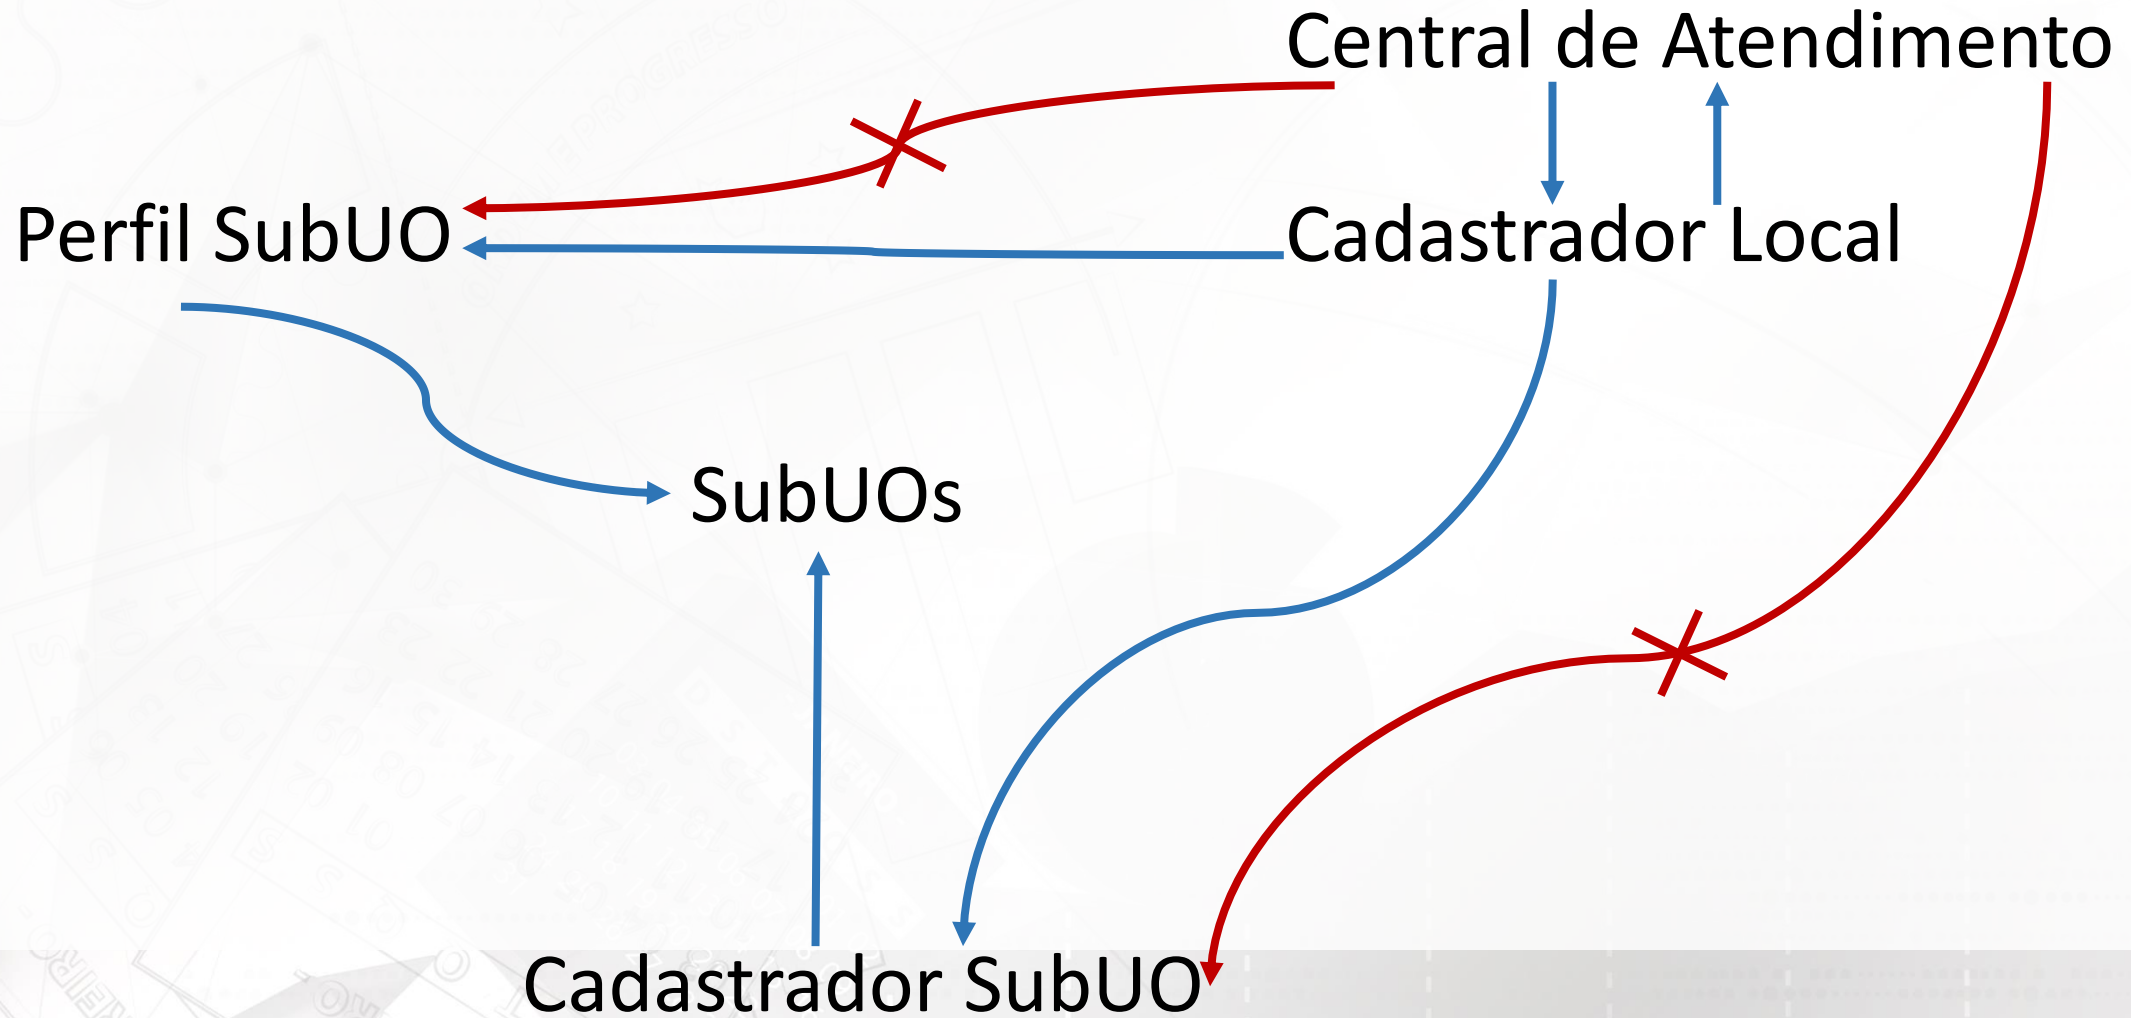 Central de Atendimento
Perfil SubUO
Cadastrador Local
SubUOs
Cadastrador SubUO